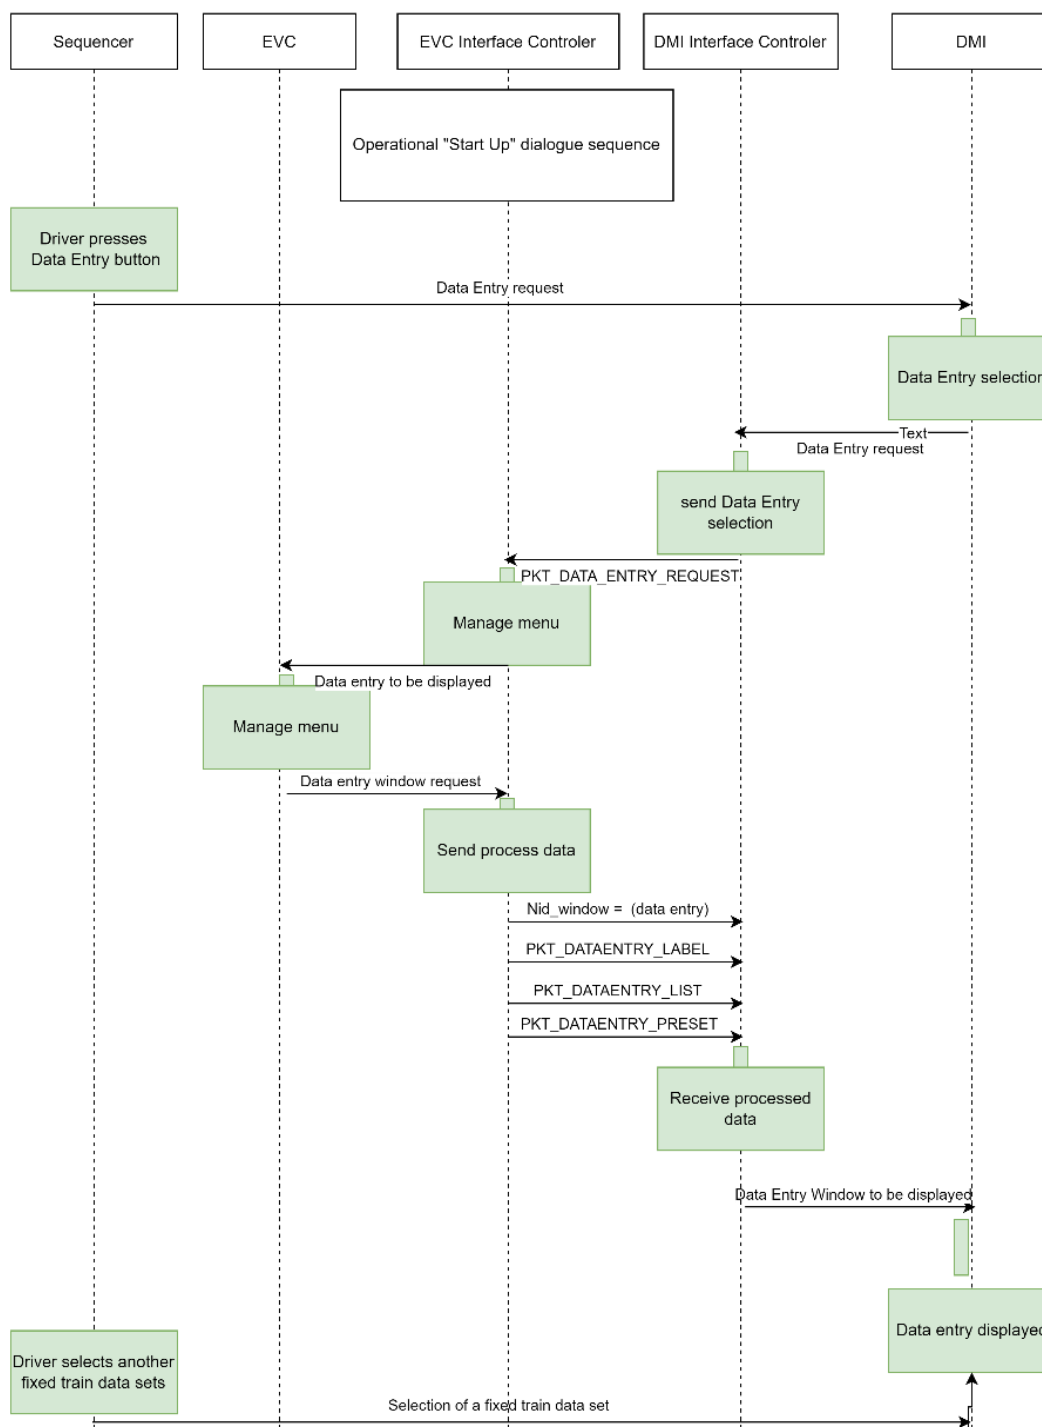 Sequencer
EVC
EVC Interface Controler
DMI Interface Controler
DMI
Operational "Start Up" dialogue sequence
Driver presses
Data Entry button
Data Entry request
Data Entry selection
Text
Data Entry request
send Data Entry
selection
PKT_DATA_ENTRY_REQUEST
Manage menu
Data entry to be displayed
Manage menu
Data entry window request
Send process data
Nid_window = (data entry)
PKT_DATAENTRY_LABEL
PKT_DATAENTRY_LIST
PKT_DATAENTRY_PRESET
Receive processed
data
Data Entry Window to be displayed
Data entry displayed
Driver selects another
fixed train data sets
Selection of a fixed train data set